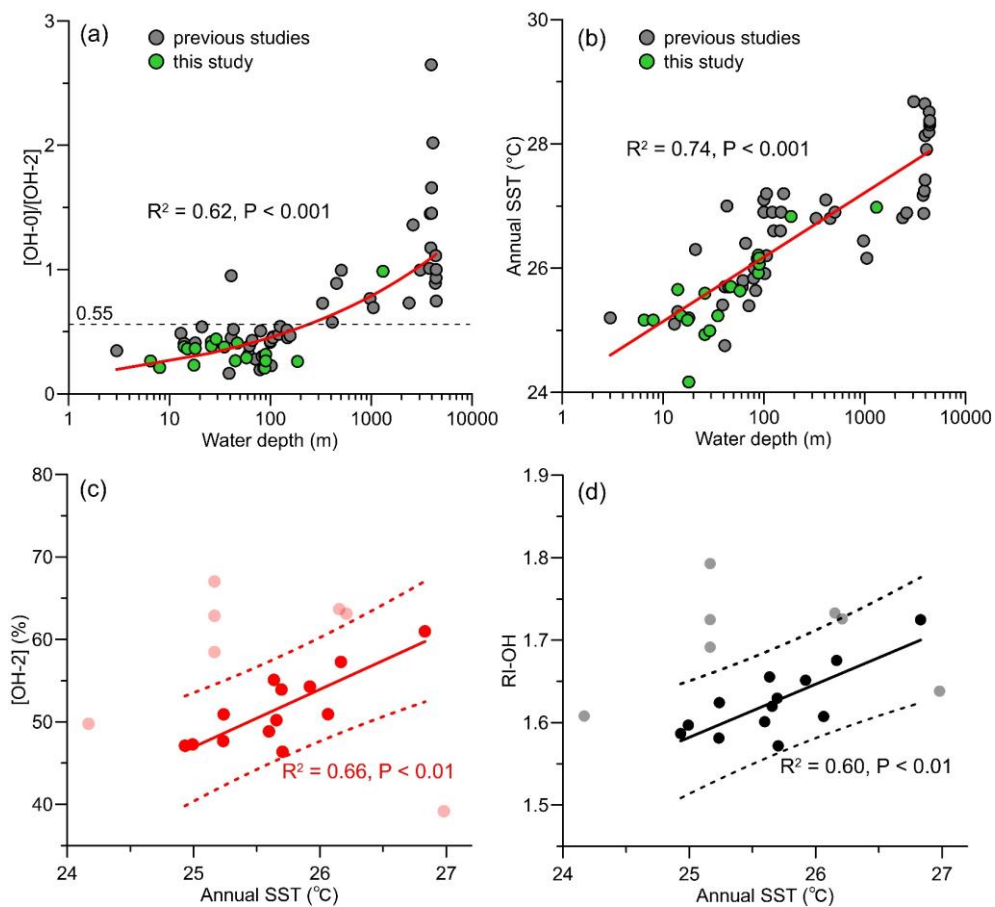 (a)
previous studies
this study
R² = 0.62, P < 0.001
0.55
[OH-0]/[OH-2]
3
2
1
0
1
10
100
1000
10000
Water depth (m)
(b)
previous studies
this study
R² = 0.74, P < 0.001
Annual SST (°C)
30
28
26
24
1
10
100
1000
10000
Water depth (m)
(c)
R² = 0.66, P < 0.01
[OH-2] (%)
80
70
60
50
40
24
25
26
27
Annual SST (°C)
(d)
R² = 0.60, P < 0.01
RI-OH
1.9
1.8
1.7
1.6
1.5
24
25
26
27
Annual SST (°C)